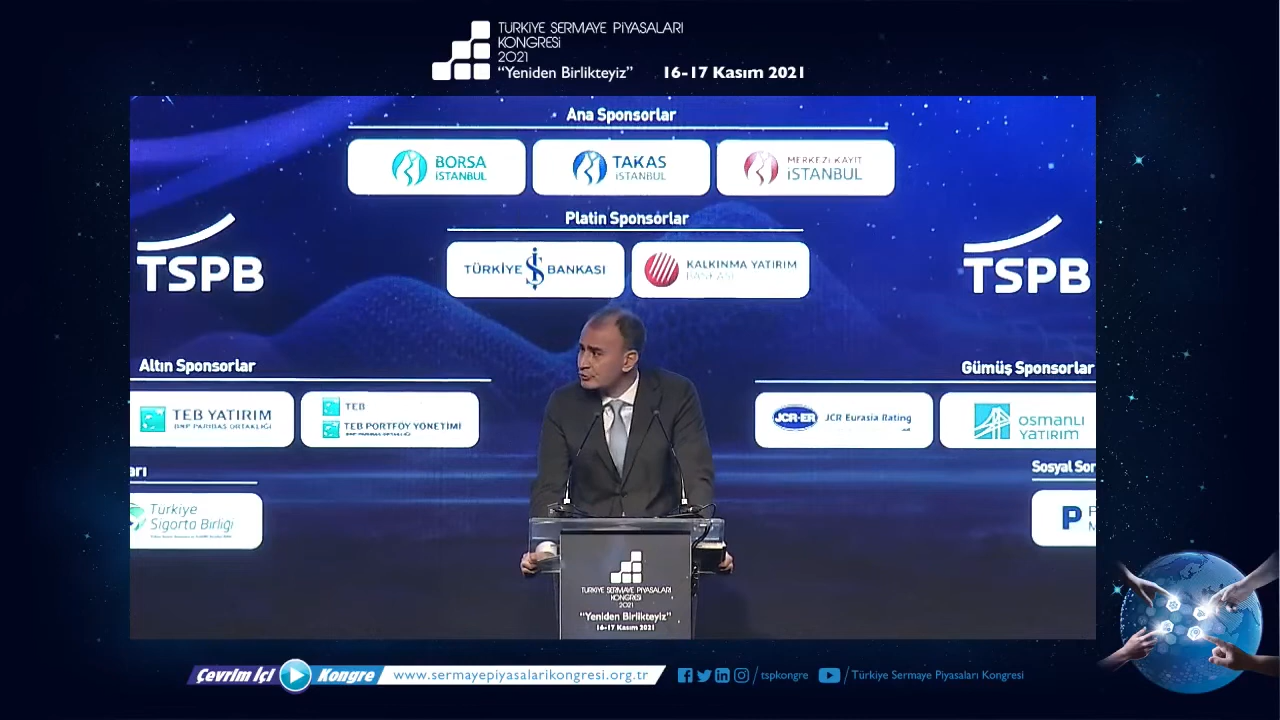 TÜRKİYE SERMAYE PİYASALARI
KONGRESİ
2021
“Yeniden Birlikteyiz” 16-17 Kasım 2021
Ana Sponsorlar
BORSA
İSTANBUL
TAKAS
İSTANBUL
MERKEZİ KAYIT
İSTANBUL
Platin Sponsorlar
TSPB
TÜRKİYE İŞ BANKASI
KALKINMA YATIRIM
BANKASI
TSPB
Altın Sponsorlar
Gümüş Sponsorlar
TEB YATIRIM
BNP PARIBAS ORTAKLIĞI
TEB
TEB PORTFÖY YÖNETİMİ
BNP PARIBAS ORTAKLIĞI
JCR-ER JCR Eurasia Rating
OSMANLI
YATIRIM
arı
Sosyal Sor
Türkiye
Sigorta Birliği
P
TÜRKİYE SERMAYE PİYASALARI
KONGRESİ
2021
“Yeniden Birlikteyiz”
16-17 Kasım 2021
Çevrim İçi Kongre www.sermayepiyasalarikongresi.org.tr /tspkongre /Türkiye Sermaye Piyasaları Kongresi